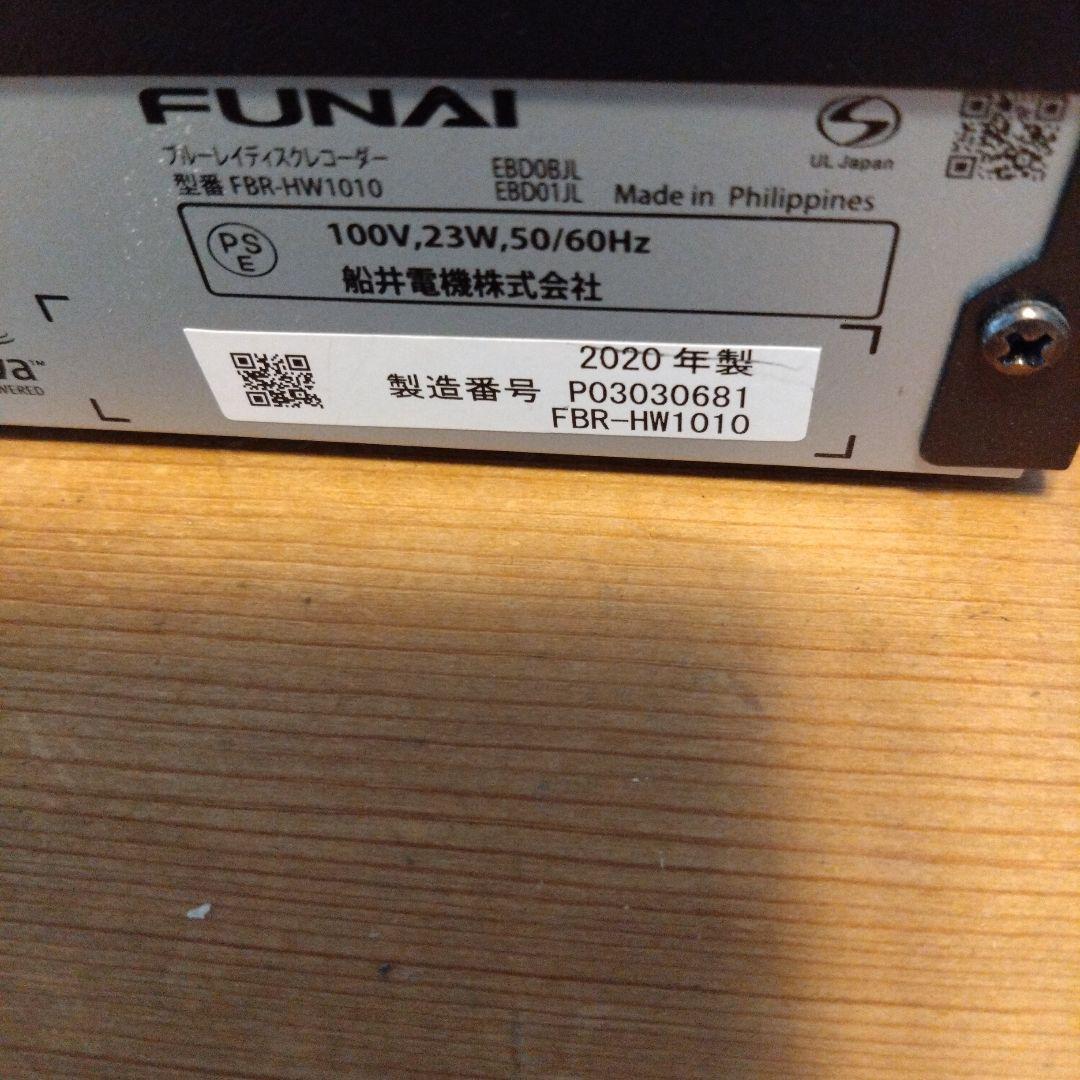 FUNAI
ブルーレイディスクレコーダー
型番 FBR-HW1010
EBD0BJL
EBD01JL
Made in Philippines
UL Japan
PS
E
100V,23W,50/60Hz
船井電機株式会社
2020 年製
製造番号 P03030681
FBR-HW1010